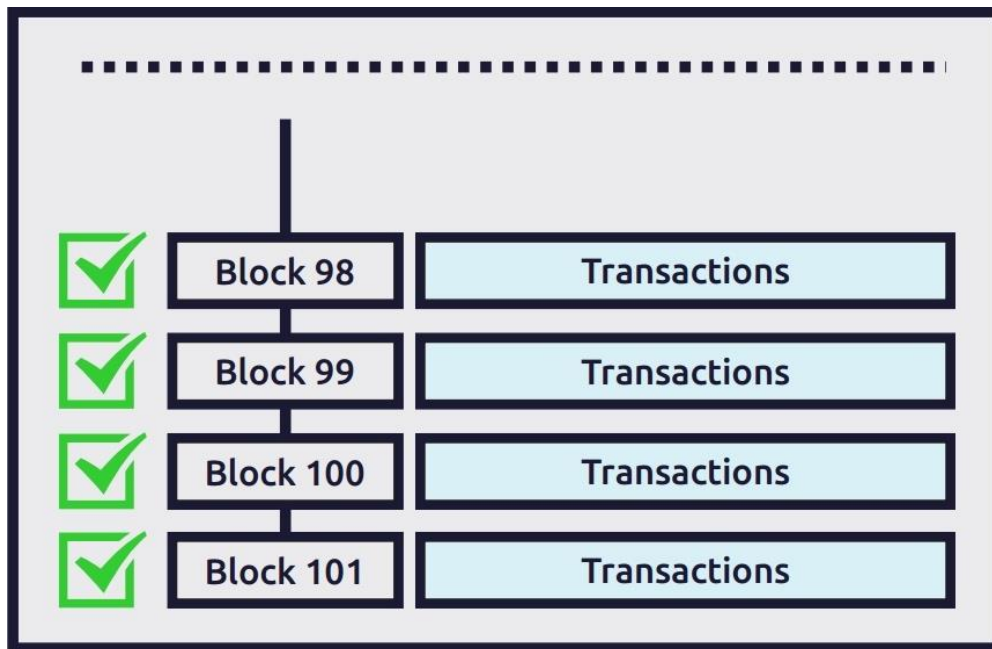 Block 98 Transactions
Block 99 Transactions
Block 100 Transactions
Block 101 Transactions